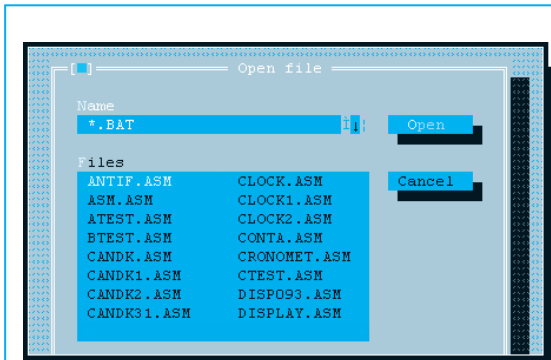 [■] Open file
Name
*.BAT ↓ Open
Files
ANTIF.ASM CLOCK.ASM Cancel
ASM.ASM CLOCK1.ASM
ATEST.ASM CLOCK2.ASM
BTEST.ASM CONTA.ASM
CANDK.ASM CRONOMET.ASM
CANDK1.ASM CTEST.ASM
CANDK2.ASM DISPO93.ASM
CANDK31.ASM DISPLAY.ASM